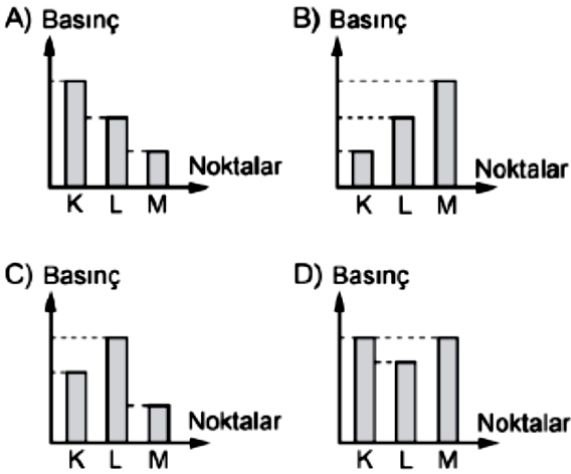 A) Basınç
Noktalar
K L M
B) Basınç
Noktalar
K L M
C) Basınç
Noktalar
K L M
D) Basınç
Noktalar
K L M